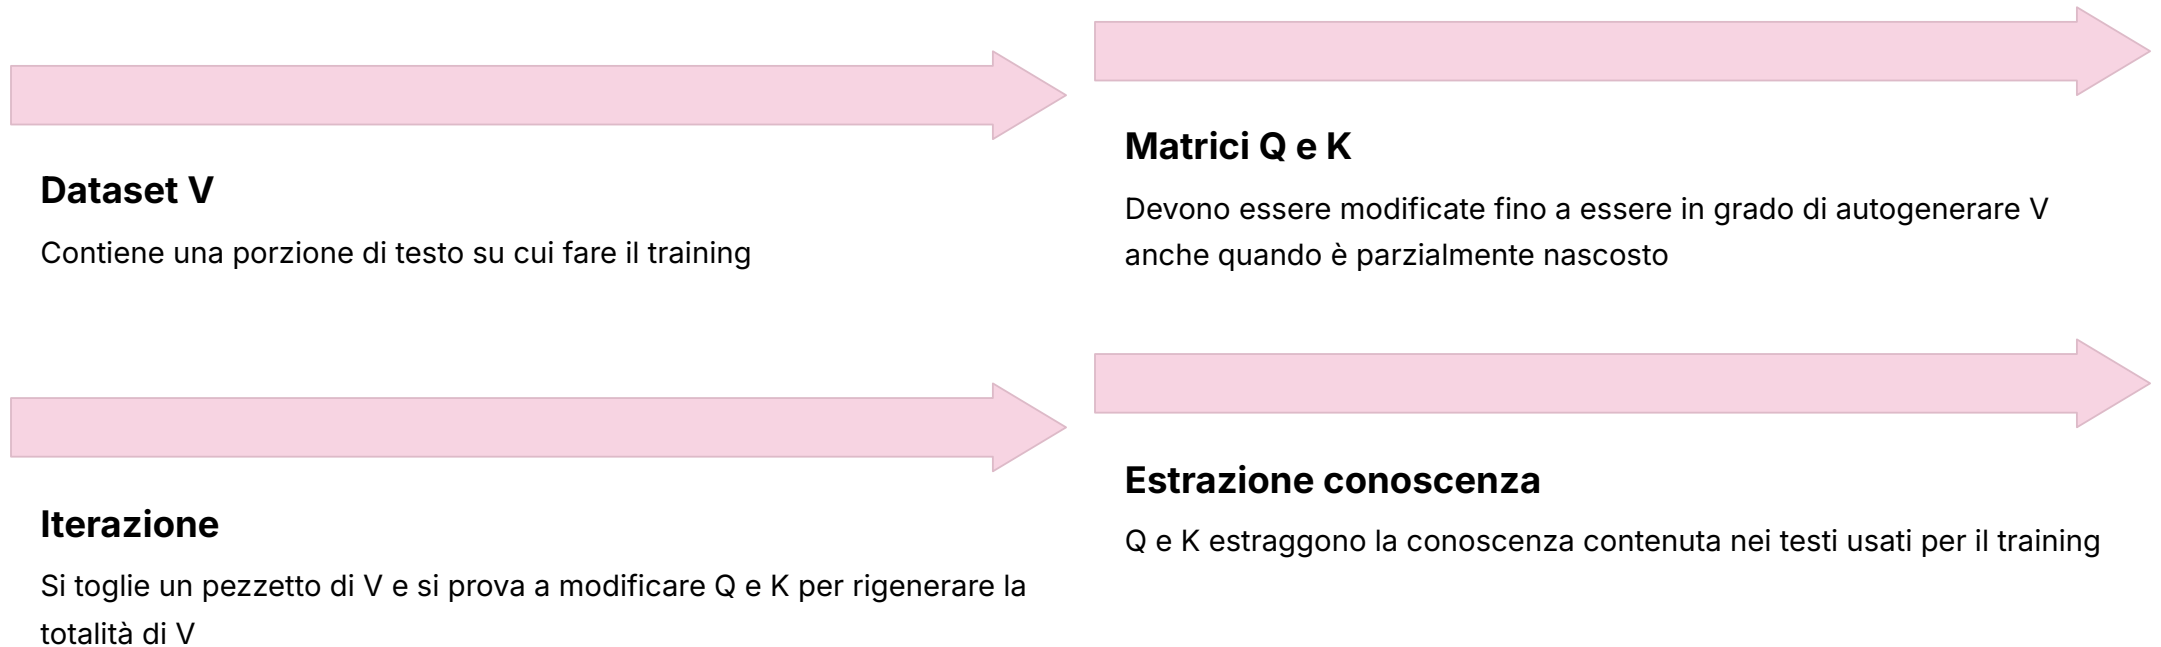 Dataset V
Contiene una porzione di testo su cui fare il training
Matrici Q e K
Devono essere modificate fino a essere in grado di autogenerare V
anche quando è parzialmente nascosto
Iterazione
Si toglie un pezzetto di V e si prova a modificare Q e K per rigenerare la
totalità di V
Estrazione conoscenza
Q e K estraggono la conoscenza contenuta nei testi usati per il training